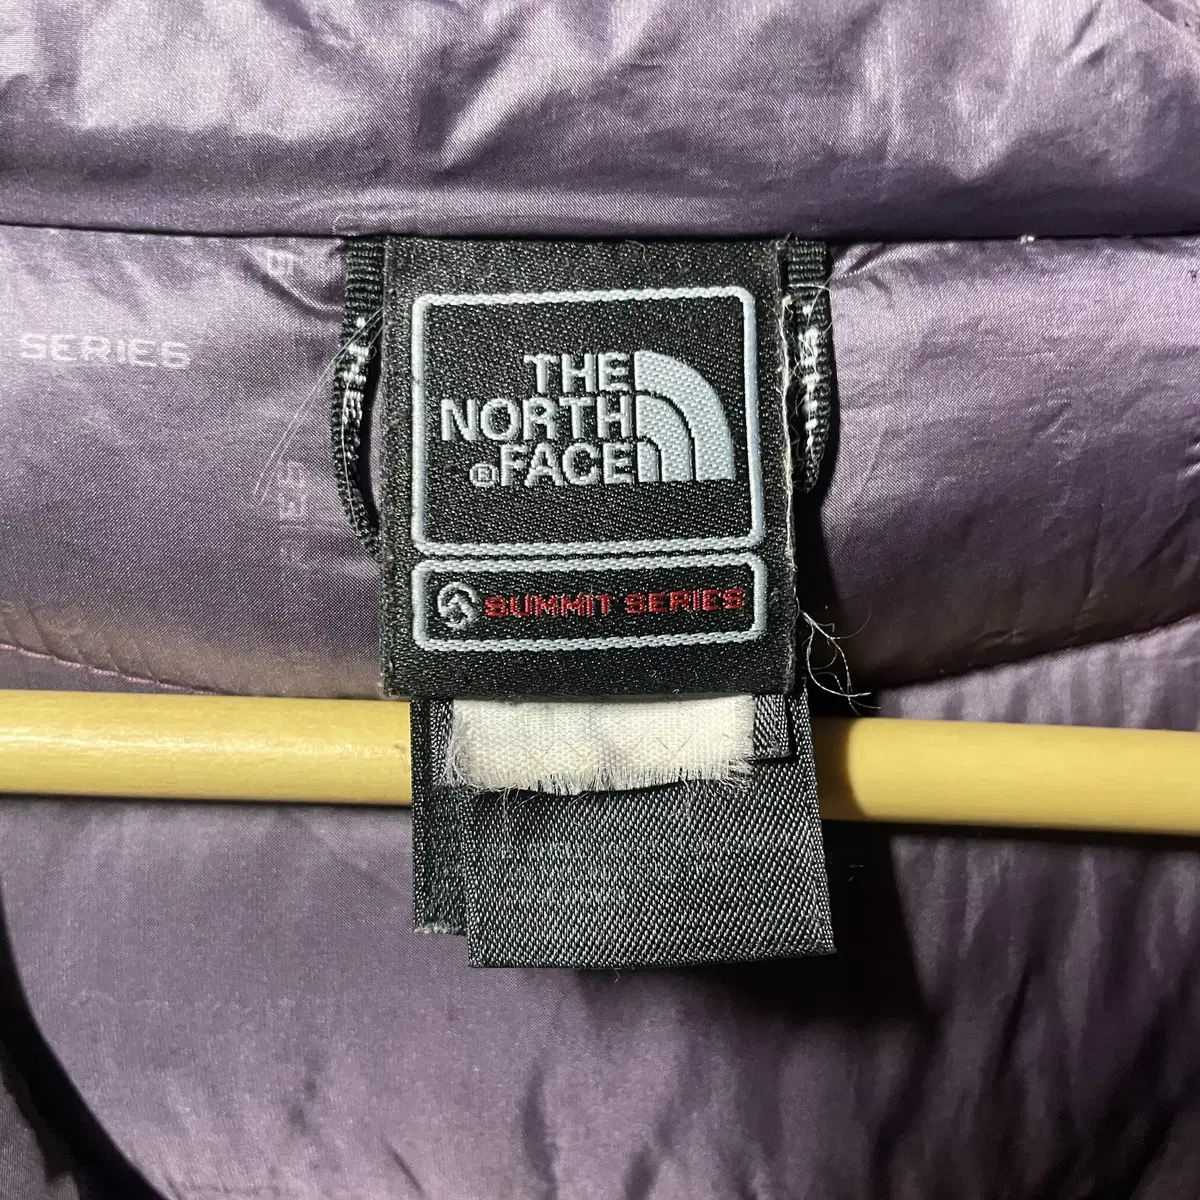 SERIES
THE
NORTH
®FACE
SUMMIT SERIES